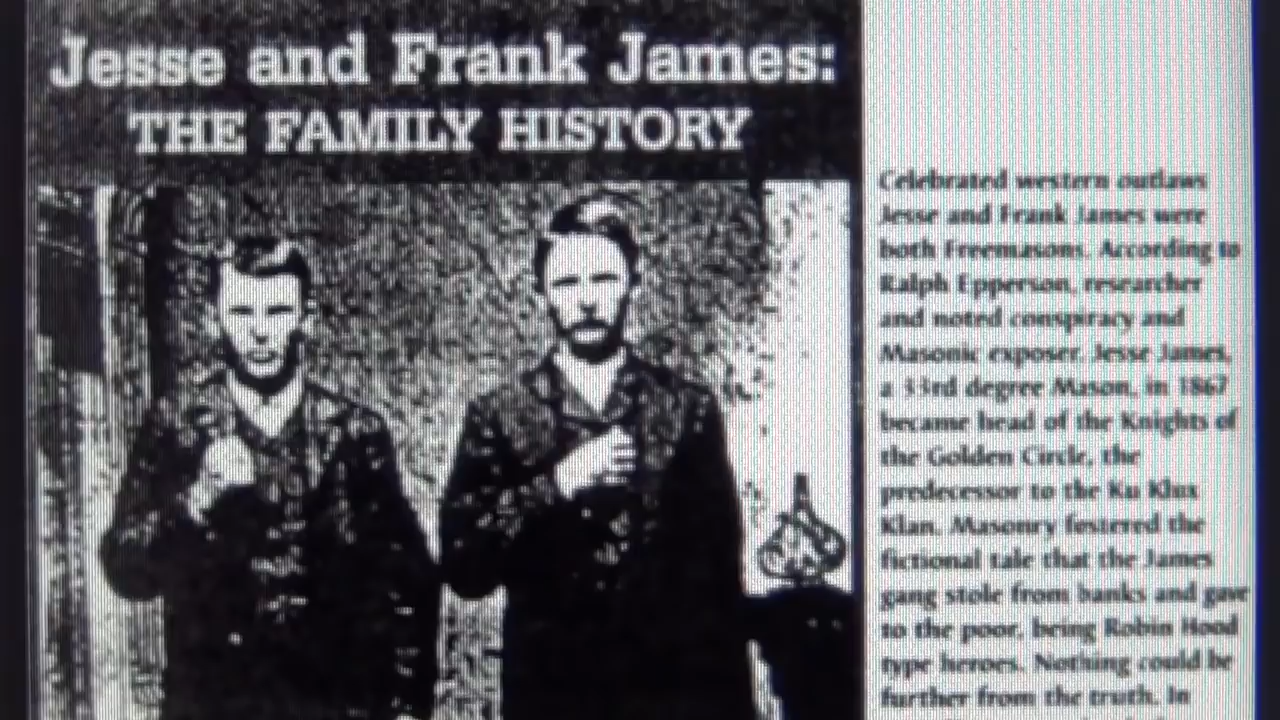 Jesse and Frank James:
THE FAMILY HISTORY
Celebrated western outlaws
Jesse and Frank James were
both Freemasons. According to
Ralph Epperson, researcher
and noted conspiracy and
Masonic exposer, Jesse James,
a 33rd degree Mason, in 1867
became head of the Knights of
the Golden Circle, the
predecessor to the Ku Klux
Klan. Masonry festered the
fictional tale that the James
gang stole from banks and gave
to the poor, being Robin Hood
type heroes. Nothing could be
further from the truth. In